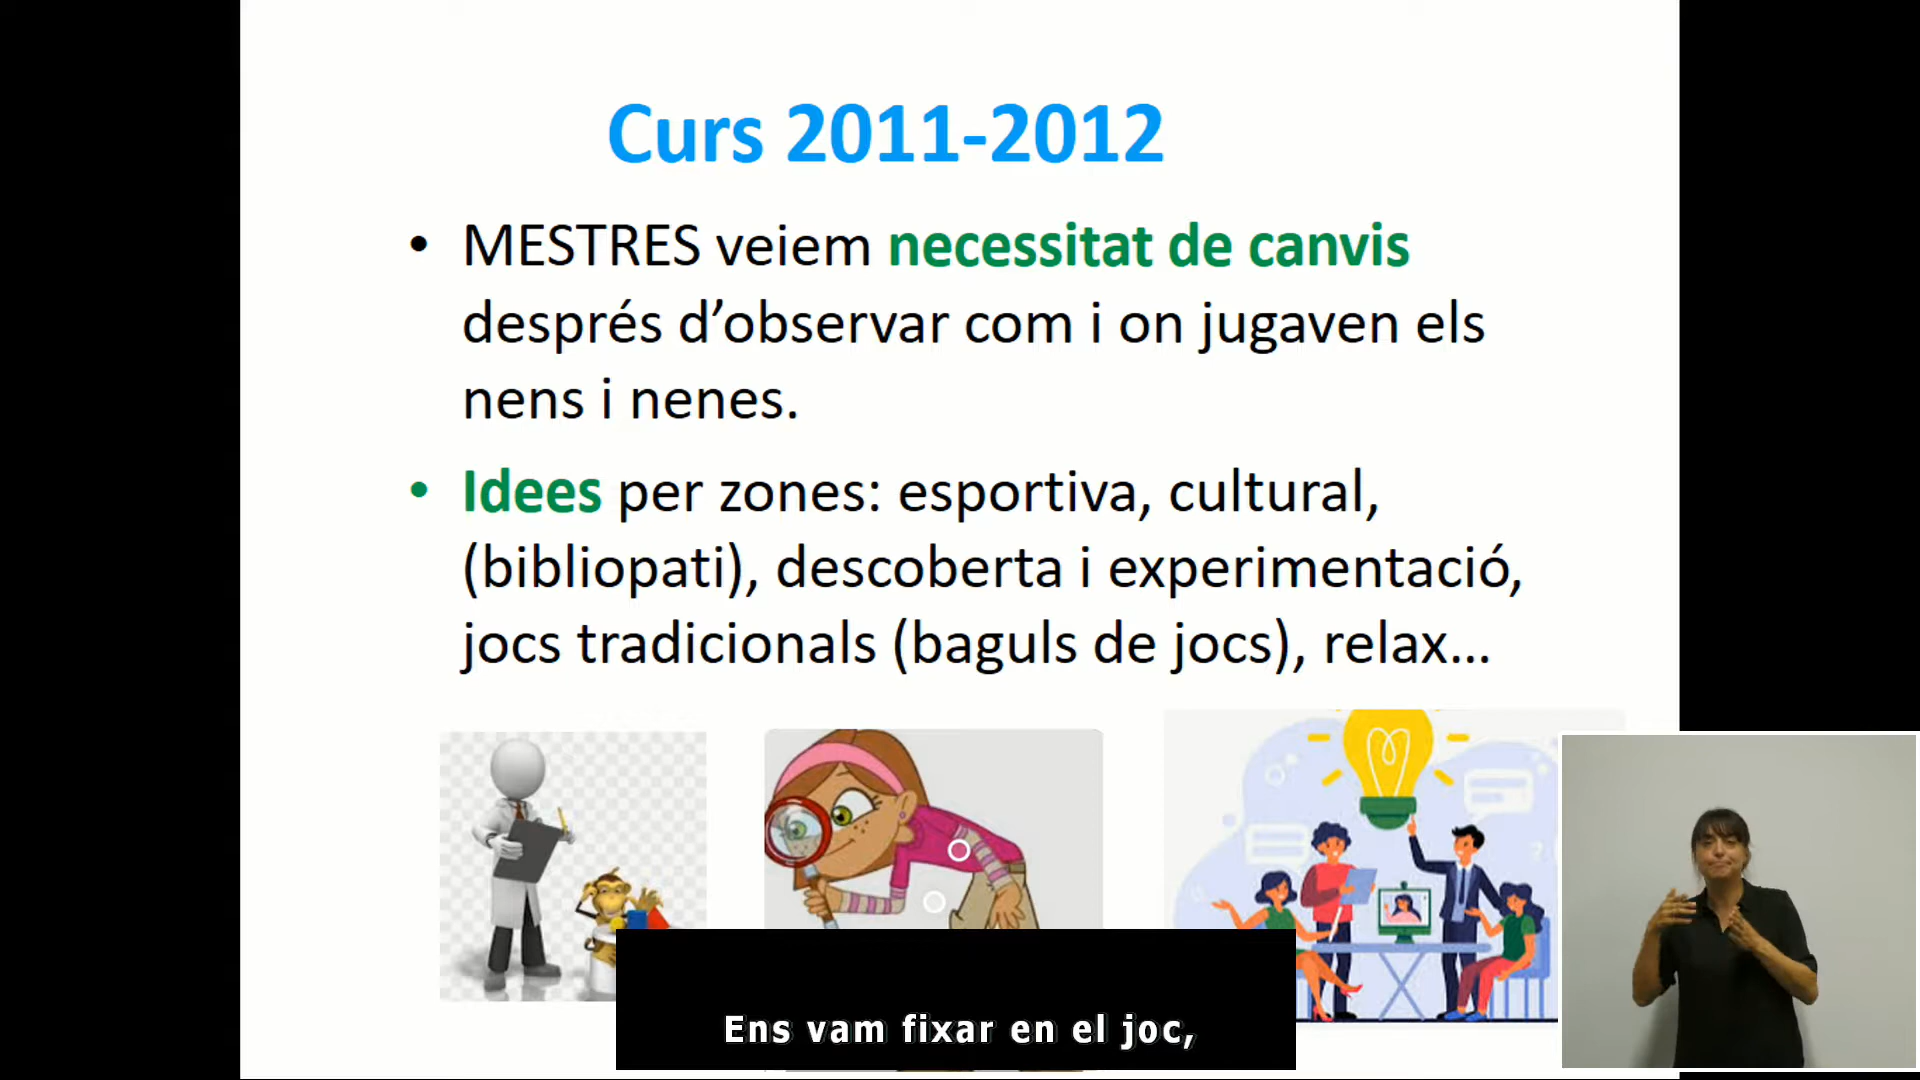 Curs 2011-2012
• MESTRES veiem necessitat de canvis
després d’observar com i on jugaven els
nens i nenes.
• Idees per zones: esportiva, cultural,
(bibliopati), descoberta i experimentació,
jocs tradicionals (baguls de jocs), relax...
Ens vam fixar en el joc,